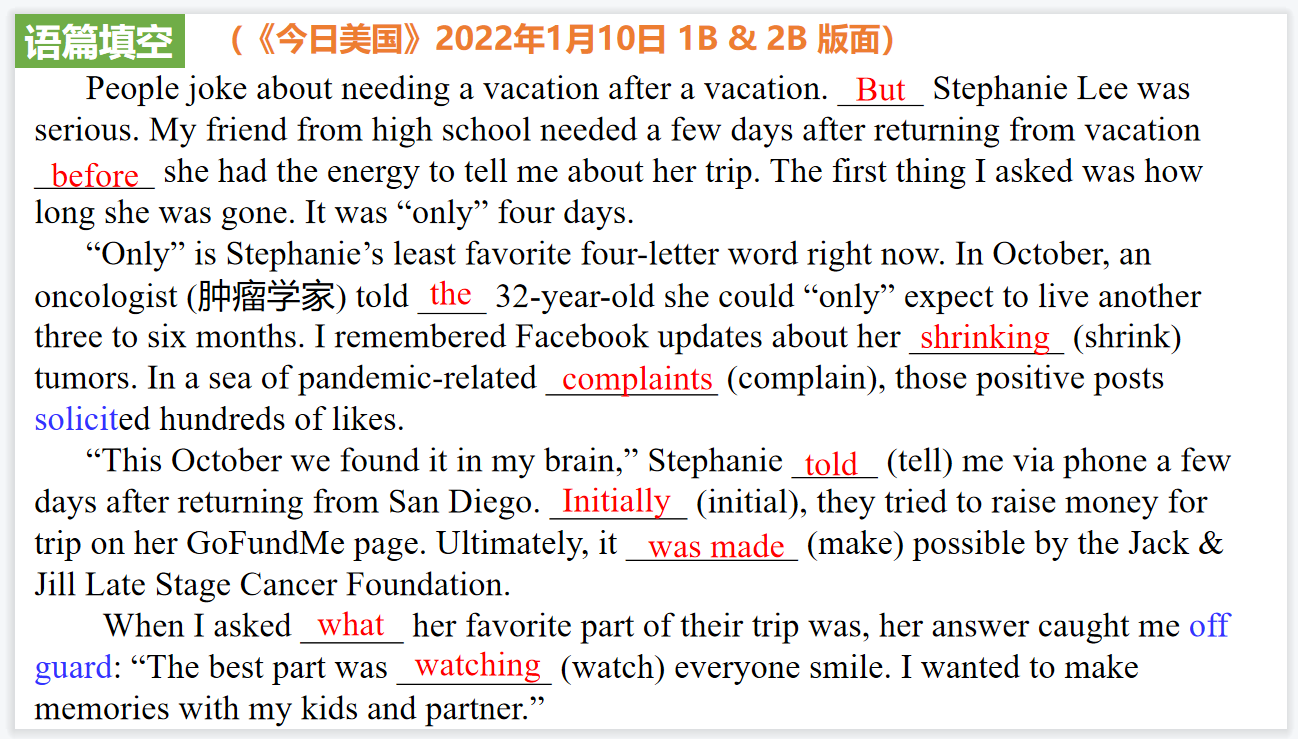 语篇填空 (《今日美国》2022年1月10日 1B & 2B 版面)
People joke about needing a vacation after a vacation. But Stephanie Lee was
serious. My friend from high school needed a few days after returning from vacation
before she had the energy to tell me about her trip. The first thing I asked was how
long she was gone. It was “only” four days.
“Only” is Stephanie’s least favorite four-letter word right now. In October, an
oncologist (肿瘤学家) told the 32-year-old she could “only” expect to live another
three to six months. I remembered Facebook updates about her shrinking (shrink)
tumors. In a sea of pandemic-related complaints (complain), those positive posts
solicited hundreds of likes.
“This October we found it in my brain,” Stephanie told (tell) me via phone a few
days after returning from San Diego. Initially (initial), they tried to raise money for
trip on her GoFundMe page. Ultimately, it was made (make) possible by the Jack &
Jill Late Stage Cancer Foundation.
When I asked what her favorite part of their trip was, her answer caught me off
guard: “The best part was watching (watch) everyone smile. I wanted to make
memories with my kids and partner.”